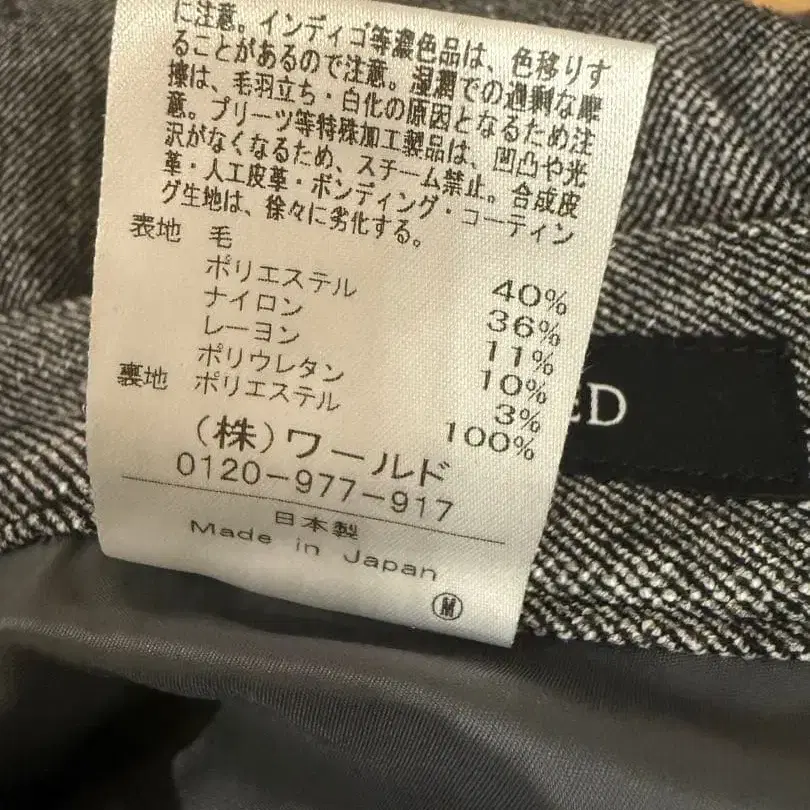 に注意。インディゴ等濃色品は、色移りす
ることがあるので注意。湿潤での過剰な摩
擦は、毛羽立ち・白化の原因となるため注
意。プリーツ等特殊加工製品は、凹凸や光
沢がなくなるため、スチーム禁止。合成皮
革・人工皮革・ボンディング・コーティン
グ生地は、徐々に劣化する。
表地 毛 40%
ポリエステル 36%
ナイロン 11%
レーヨン 10%
ポリウレタン 3%
裏地 ポリエステル 100%
(株)ワールド
0120-977-917
日本製
Made in Japan
M
ED